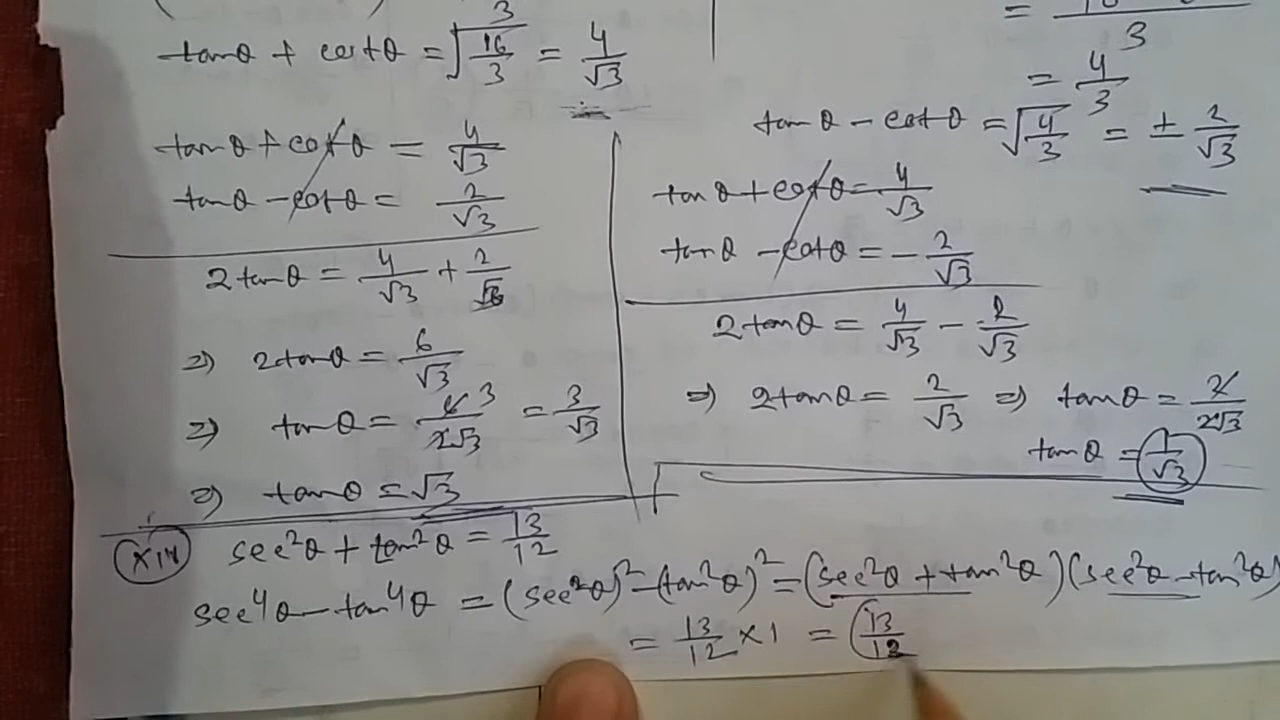 tanθ + cotθ = √16/3 = 4/√3
tanθ + cotθ = 4/√3
tanθ - cotθ = 2/√3
2tanθ = 4/√3 + 2/√3
⇒ 2tanθ = 6/√3
⇒ tanθ = 6/2√3 3 = 3/√3
⇒ tanθ = √3
3
= 4/3
tanθ - cotθ = √4/3 = ± 2/√3
tanθ + cotθ = 4/√3
tanθ - cotθ = - 2/√3
2tanθ = 4/√3 - 2/√3
⇒ 2tanθ = 2/√3 ⇒ tanθ = 2/2√3
tanθ = 1/√3
sec²θ + tan²θ = 13/12
sec⁴θ - tan⁴θ = (sec²θ)² - (tan²θ)² = (sec²θ + tan²θ)(sec²θ - tan²θ)
= 13/12 × 1 = 13/12